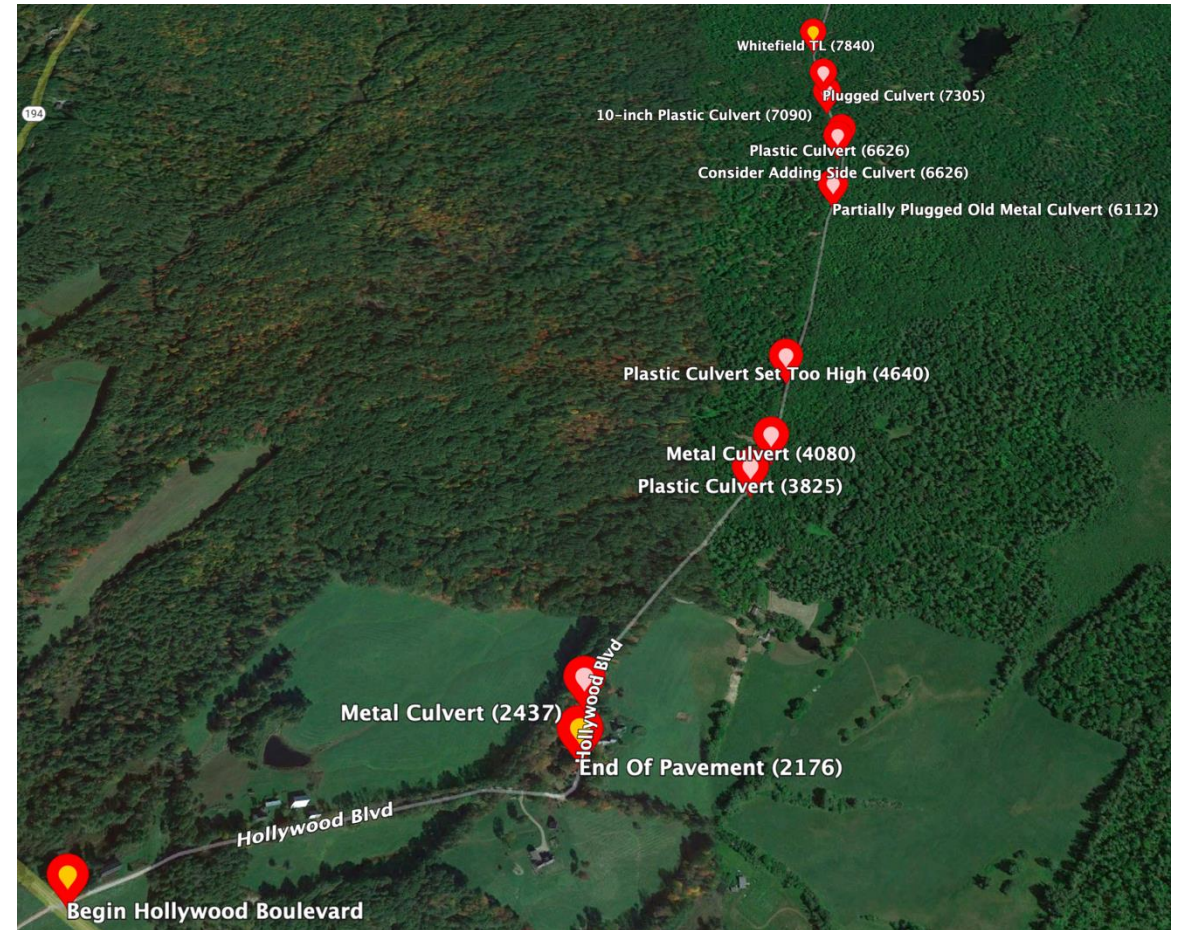 Whitefield TL (7840)
Plugged Culvert (7305)
194
10-inch Plastic Culvert (7090)
Plastic Culvert (6626)
Consider Adding Side Culvert (6626)
Partially Plugged Old Metal Culvert (6112)
Plastic Culvert Set Too High (4640)
Metal Culvert (4080)
Plastic Culvert (3825)
Hollywood Blvd
Metal Culvert (2437)
End Of Pavement (2176)
Hollywood Blvd
Begin Hollywood Boulevard